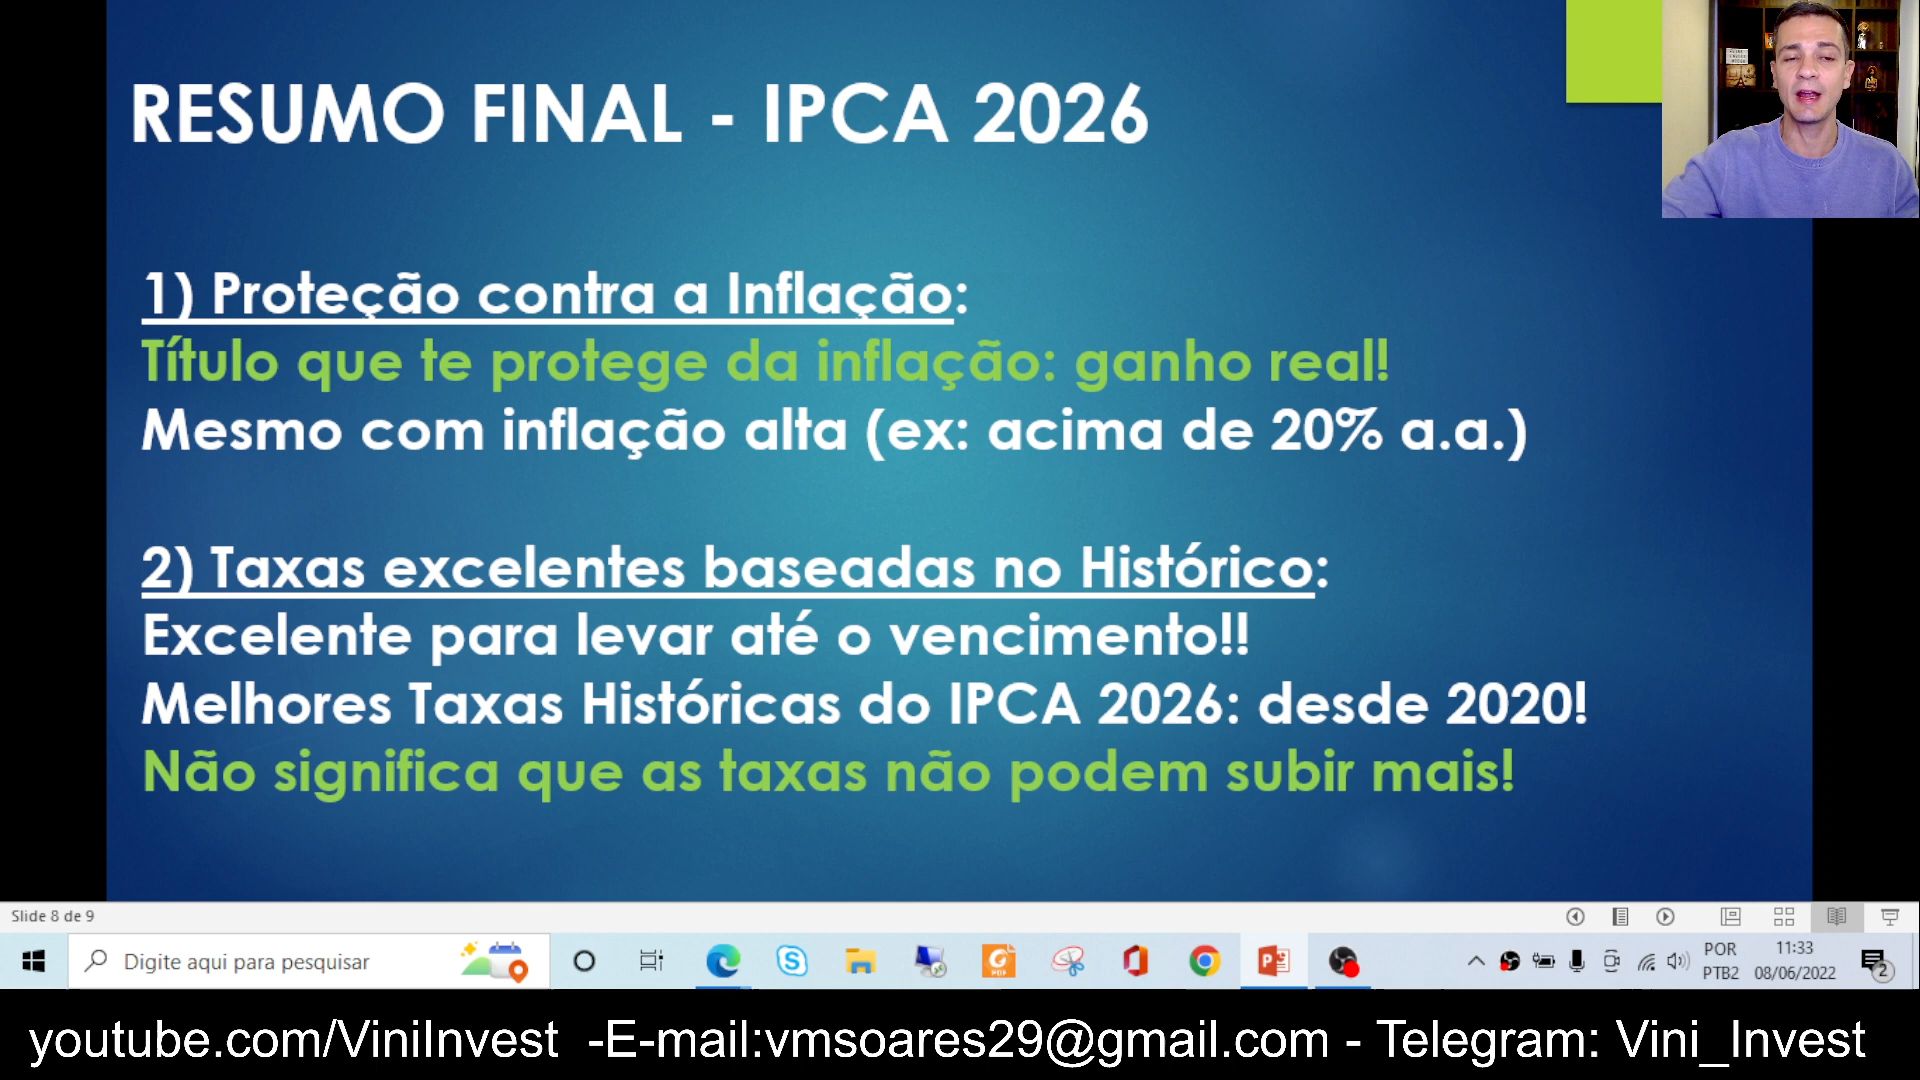 RESUMO FINAL - IPCA 2026
1) Proteção contra a Inflação:
Título que te protege da inflação: ganho real!
Mesmo com inflação alta (ex: acima de 20% a.a.)
2) Taxas excelentes baseadas no Histórico:
Excelente para levar até o vencimento!!
Melhores Taxas Históricas do IPCA 2026: desde 2020!
Não significa que as taxas não podem subir mais!
Slide 8 de 9
Digite aqui para pesquisar
POR
PTB2
11:33
08/06/2022
2
youtube.com/ViniInvest -E-mail:vmsoares29@gmail.com - Telegram: Vini_Invest